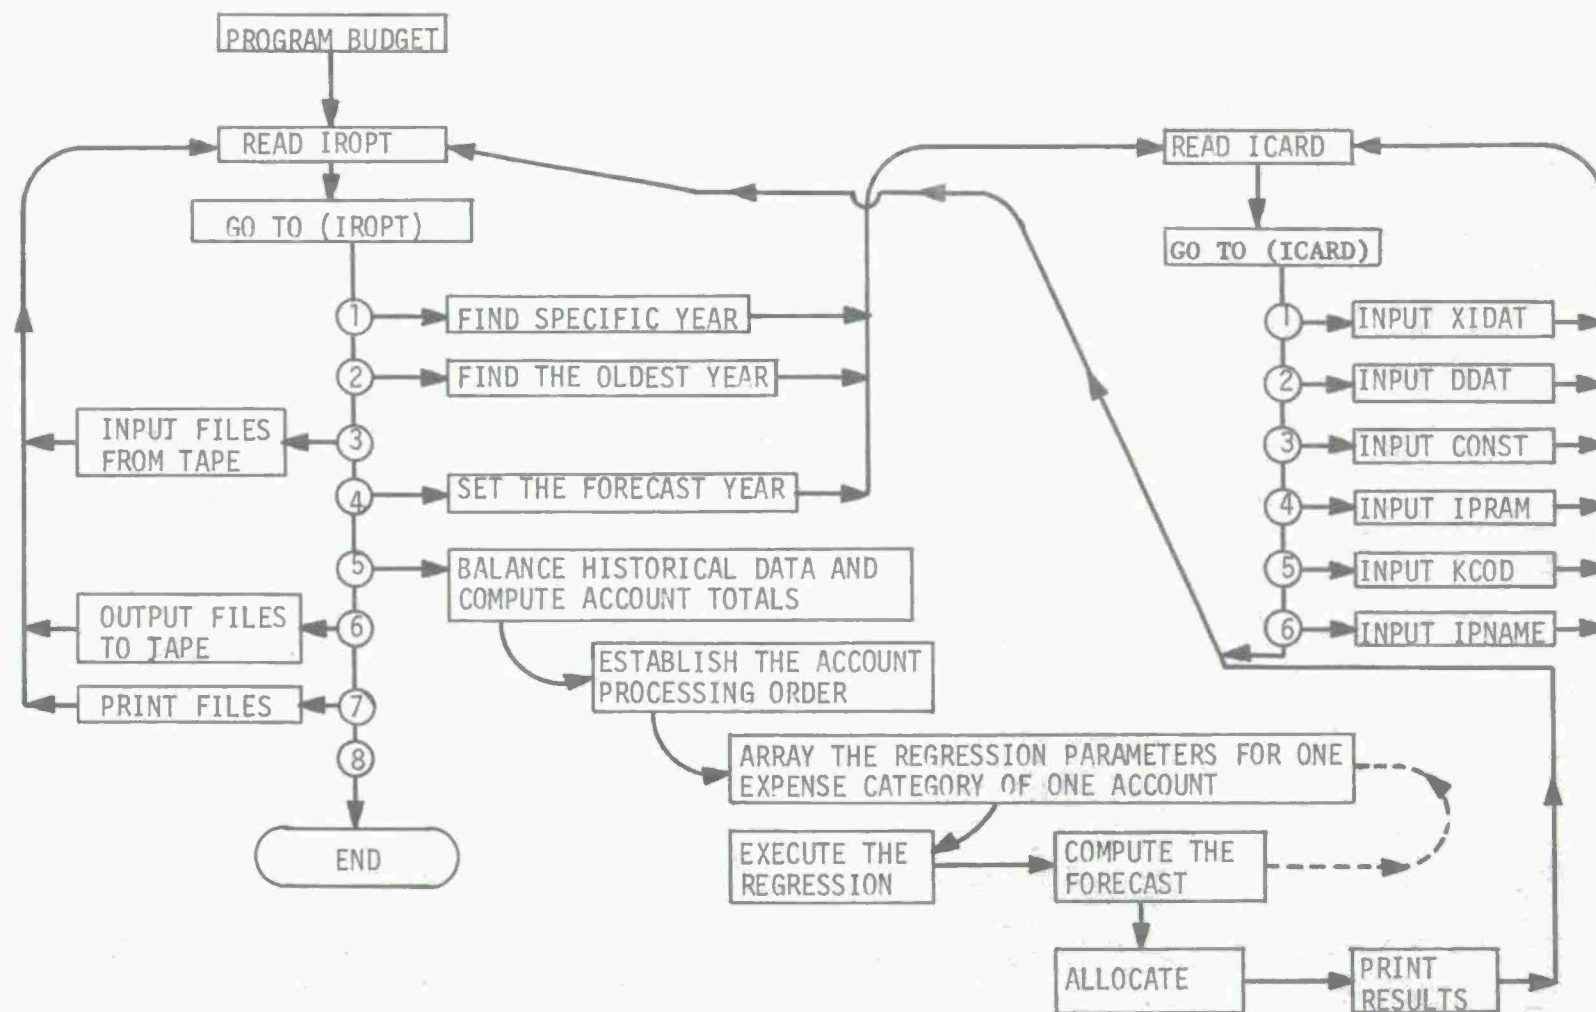 PROGRAM BUDGET
READ IROPT
GO TO (IROPT)
1
FIND SPECIFIC YEAR
2
FIND THE OLDEST YEAR
3
INPUT FILES
FROM TAPE
4
SET THE FORECAST YEAR
5
BALANCE HISTORICAL DATA AND
COMPUTE ACCOUNT TOTALS
6
OUTPUT FILES
TO TAPE
7
PRINT FILES
8
END
ESTABLISH THE ACCOUNT
PROCESSING ORDER
ARRAY THE REGRESSION PARAMETERS FOR ONE
EXPENSE CATEGORY OF ONE ACCOUNT
EXECUTE THE
REGRESSION
COMPUTE THE
FORECAST
ALLOCATE
PRINT
RESULTS
READ ICARD
GO TO (ICARD)
1
INPUT XIDAT
2
INPUT DDAT
3
INPUT CONST
4
INPUT IPRAM
5
INPUT KCOD
6
INPUT IPNAME